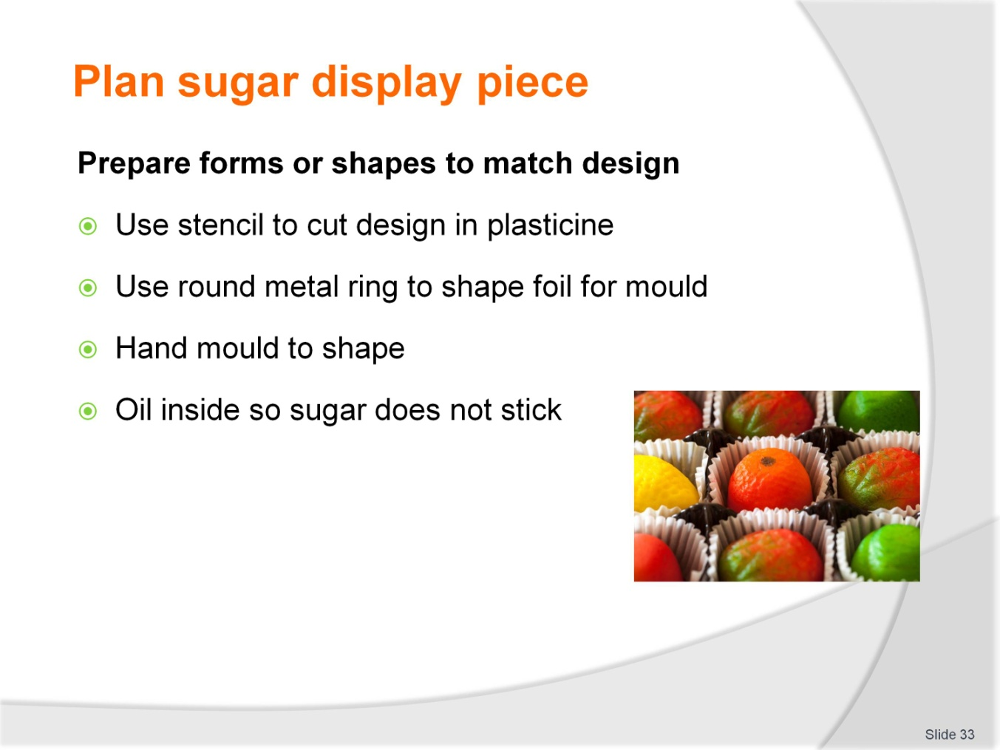 Plan sugar display piece
Prepare forms or shapes to match design
Use stencil to cut design in plasticine
Use round metal ring to shape foil for mould
Hand mould to shape
Oil inside so sugar does not stick
Slide 33